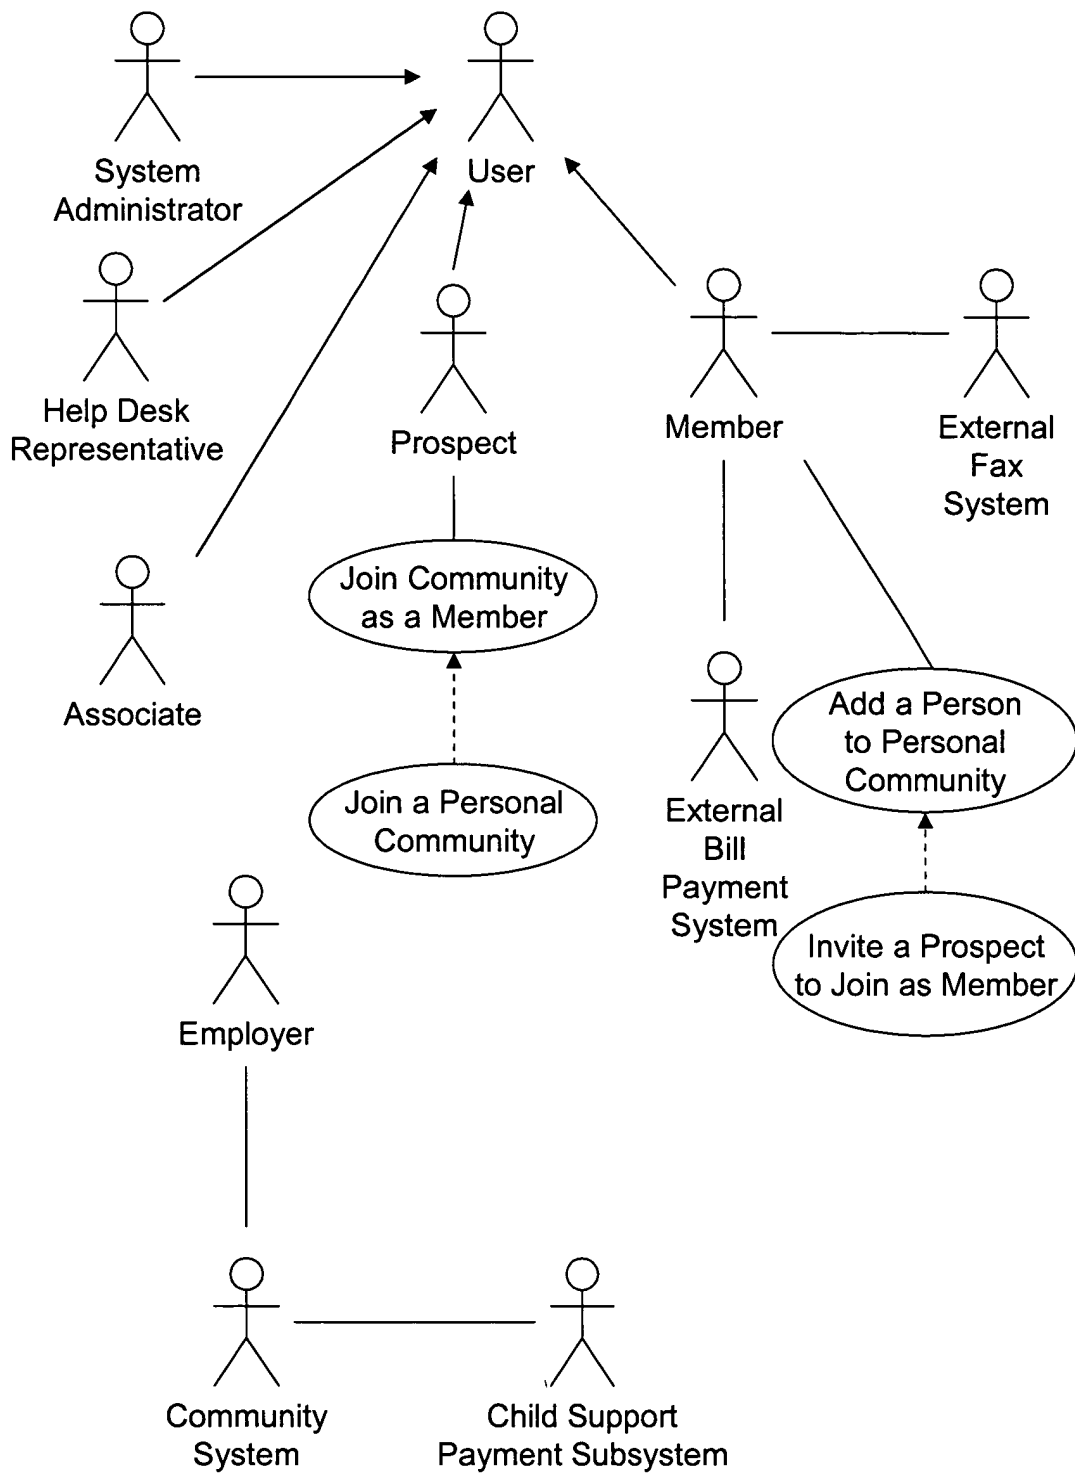 System
Administrator
User
Help Desk
Representative
Prospect
Member
External
Fax
System
Join Community
as a Member
Associate
Add a Person
to Personal
Community
Join a Personal
Community
External
Bill
Payment
System
Invite a Prospect
to Join as Member
Employer
Community
System
Child Support
Payment Subsystem